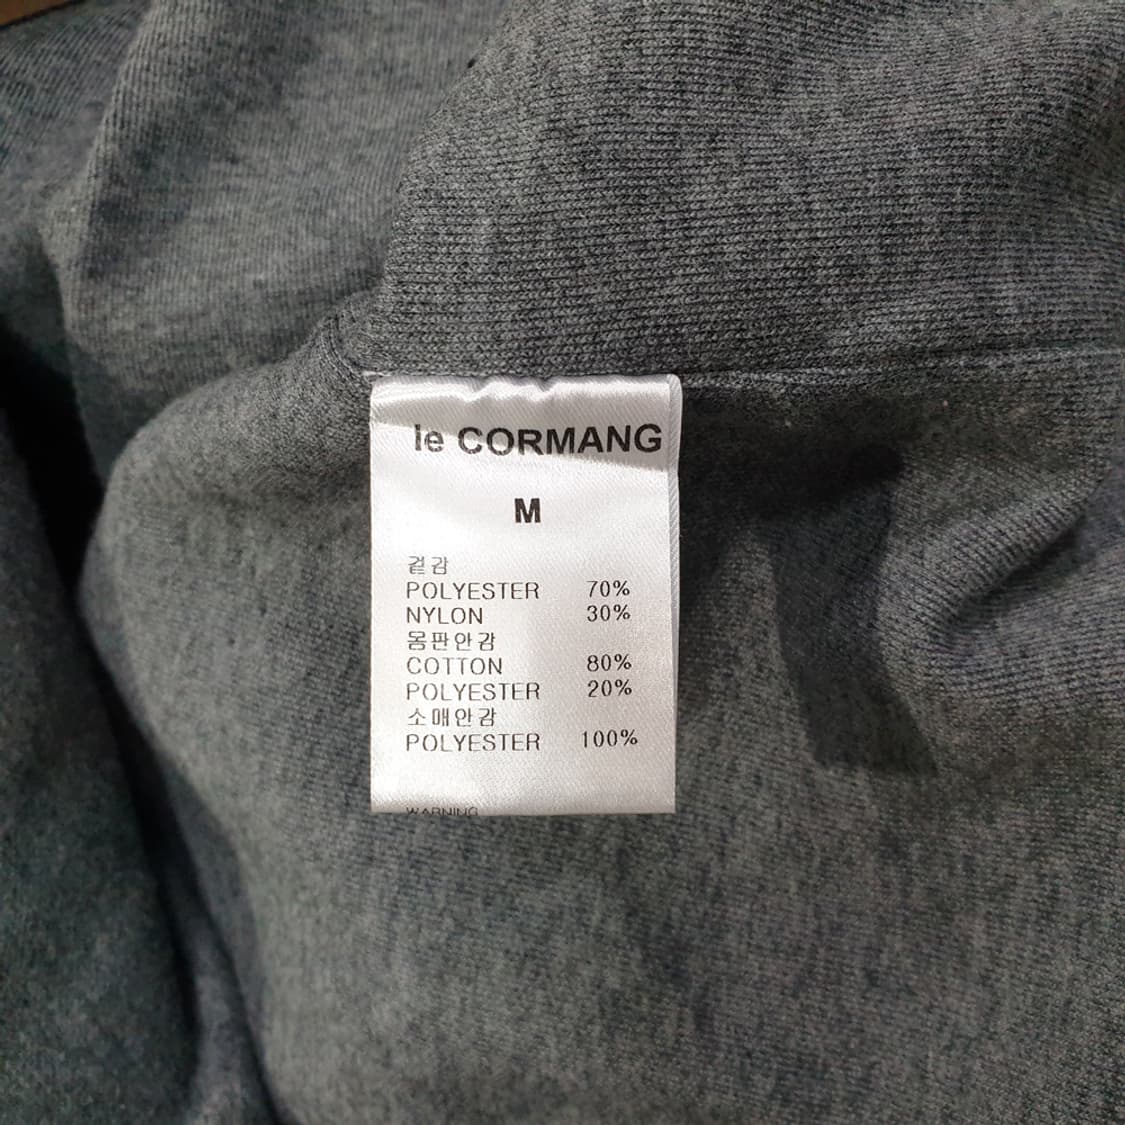 le CORMANG
M
겉감
POLYESTER 70%
NYLON 30%
몸판안감
COTTON 80%
POLYESTER 20%
소매안감
POLYESTER 100%
WARNING